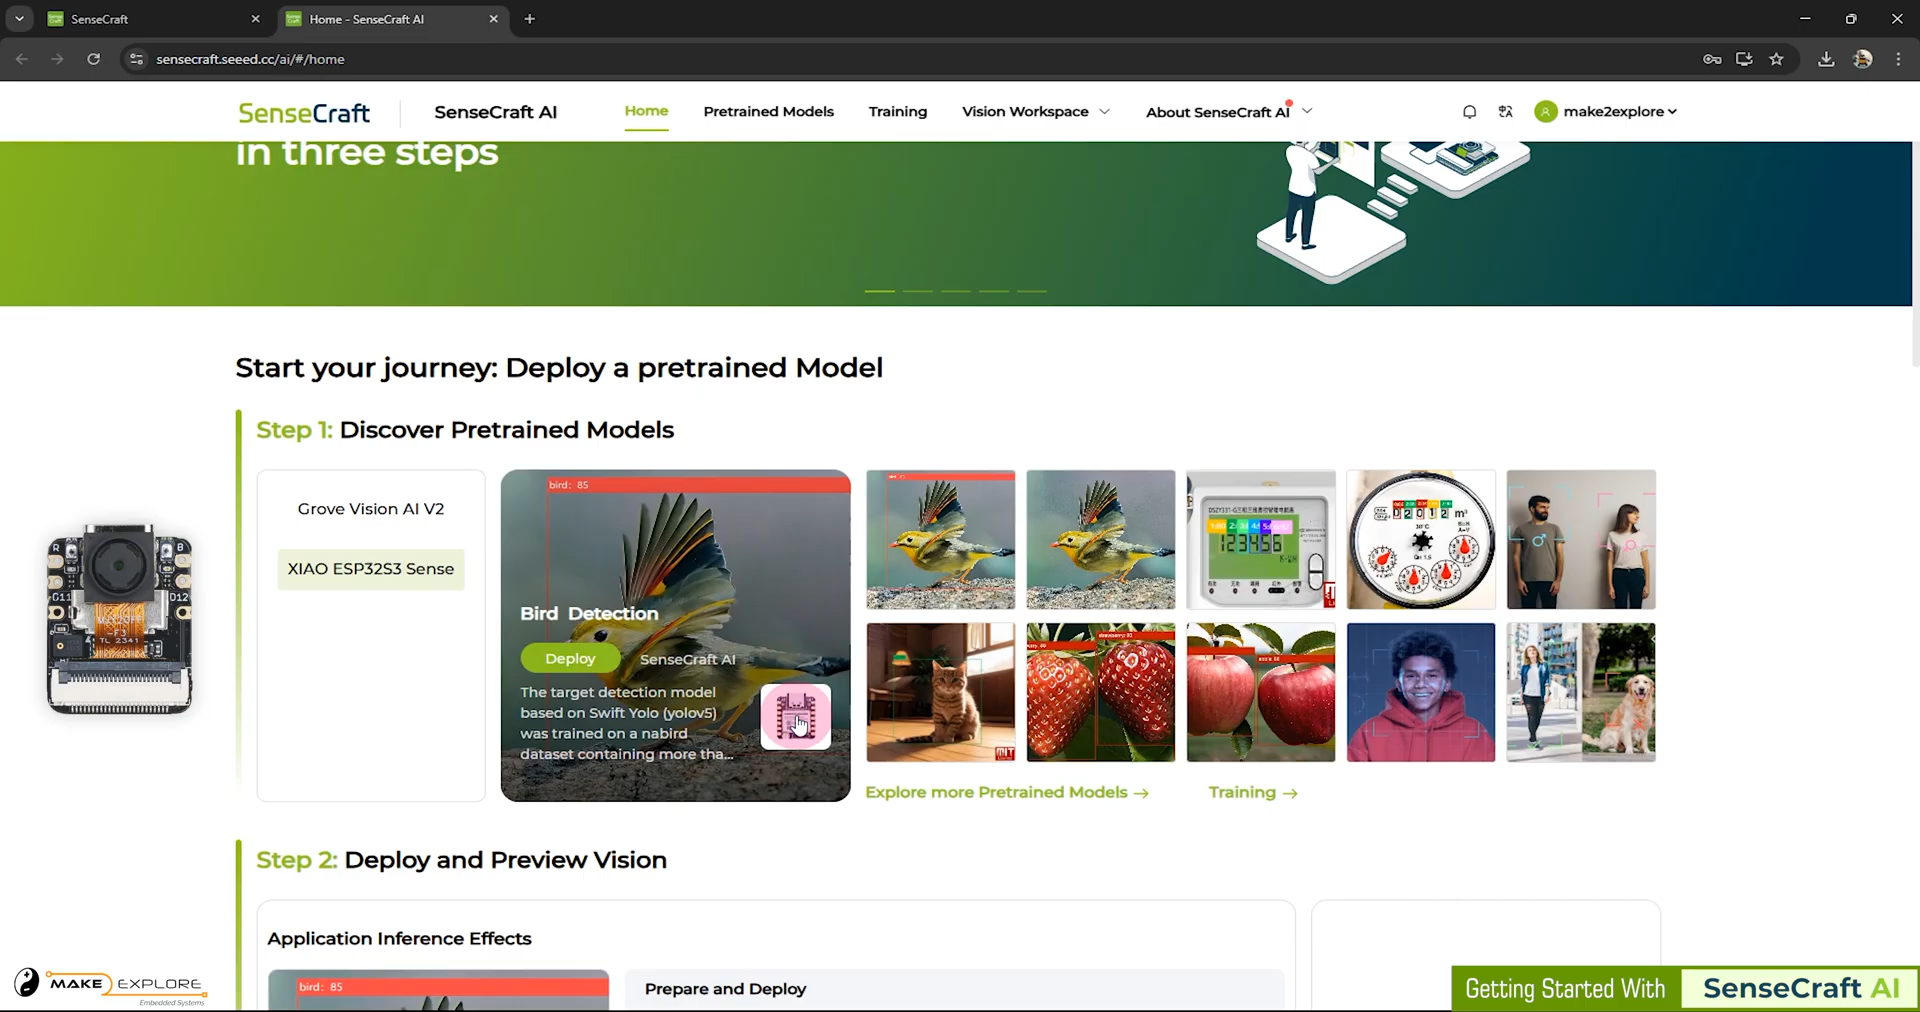 SenseCraft
Home - SenseCraft AI
sensecraft.seeed.cc/ai/#/home
SenseCraft
SenseCraft AI
Home
Pretrained Models
Training
Vision Workspace
About SenseCraft AI
make2explore
in three steps
Start your journey: Deploy a pretrained Model
Step 1: Discover Pretrained Models
Grove Vision AI V2
XIAO ESP32S3 Sense
bird: 85
Bird Detection
Deploy
SenseCraft AI
The target detection model
based on Swift Yolo (yolov5)
was trained on a nabird
dataset containing more tha...
Explore more Pretrained Models →
Training →
Step 2: Deploy and Preview Vision
Application Inference Effects
bird: 85
Prepare and Deploy
MAKE EXPLORE
Embedded Systems
Getting Started With
SenseCraft AI